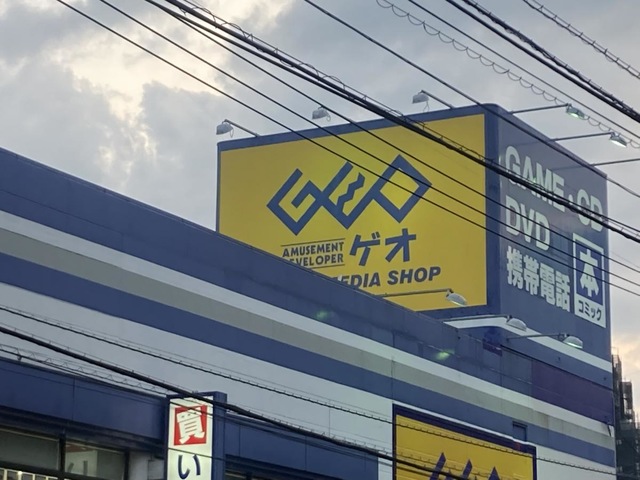 GEO
AMUSEMENT
DEVELOPER
ゲオ
MEDIA SHOP
GAME・CD
DVD
携帯電話
本
コミック
買
い